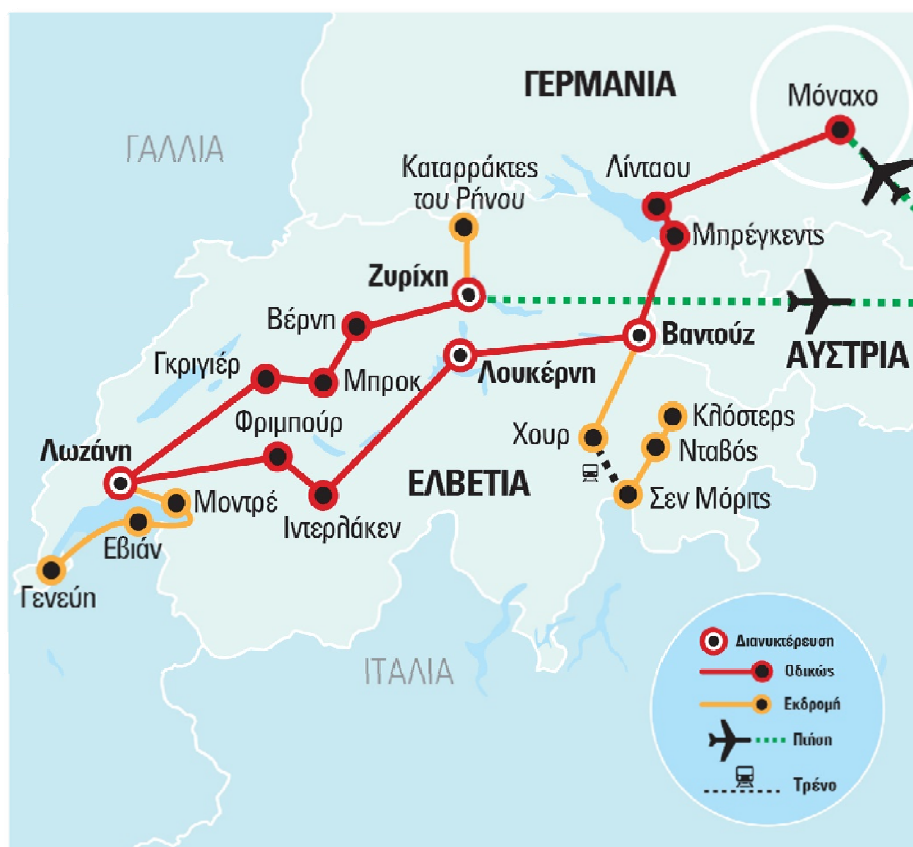 ΓΕΡΜΑΝΙΑ
Μόναχο
ΓΑΛΛΙΑ
Καταρράκτες
του Ρήνου
Λίνταου
Μπρέγκεντς
Ζυρίχη
Βέρνη
Βαντούζ
ΑΥΣΤΡΙΑ
Γκριγιέρ
Μπροκ
Λουκέρνη
Φριμπούρ
Κλόστερς
Χουρ
Νταβός
Λωζάνη
ΕΛΒΕΤΙΑ
Μοντρέ
Ιντερλάκεν
Σεν Μόριτς
Εβιάν
Γενεύη
ΙΤΑΛΙΑ
Διανυκτέρευση
Οδικώς
Εκδρομή
Πτήση
Τρένο